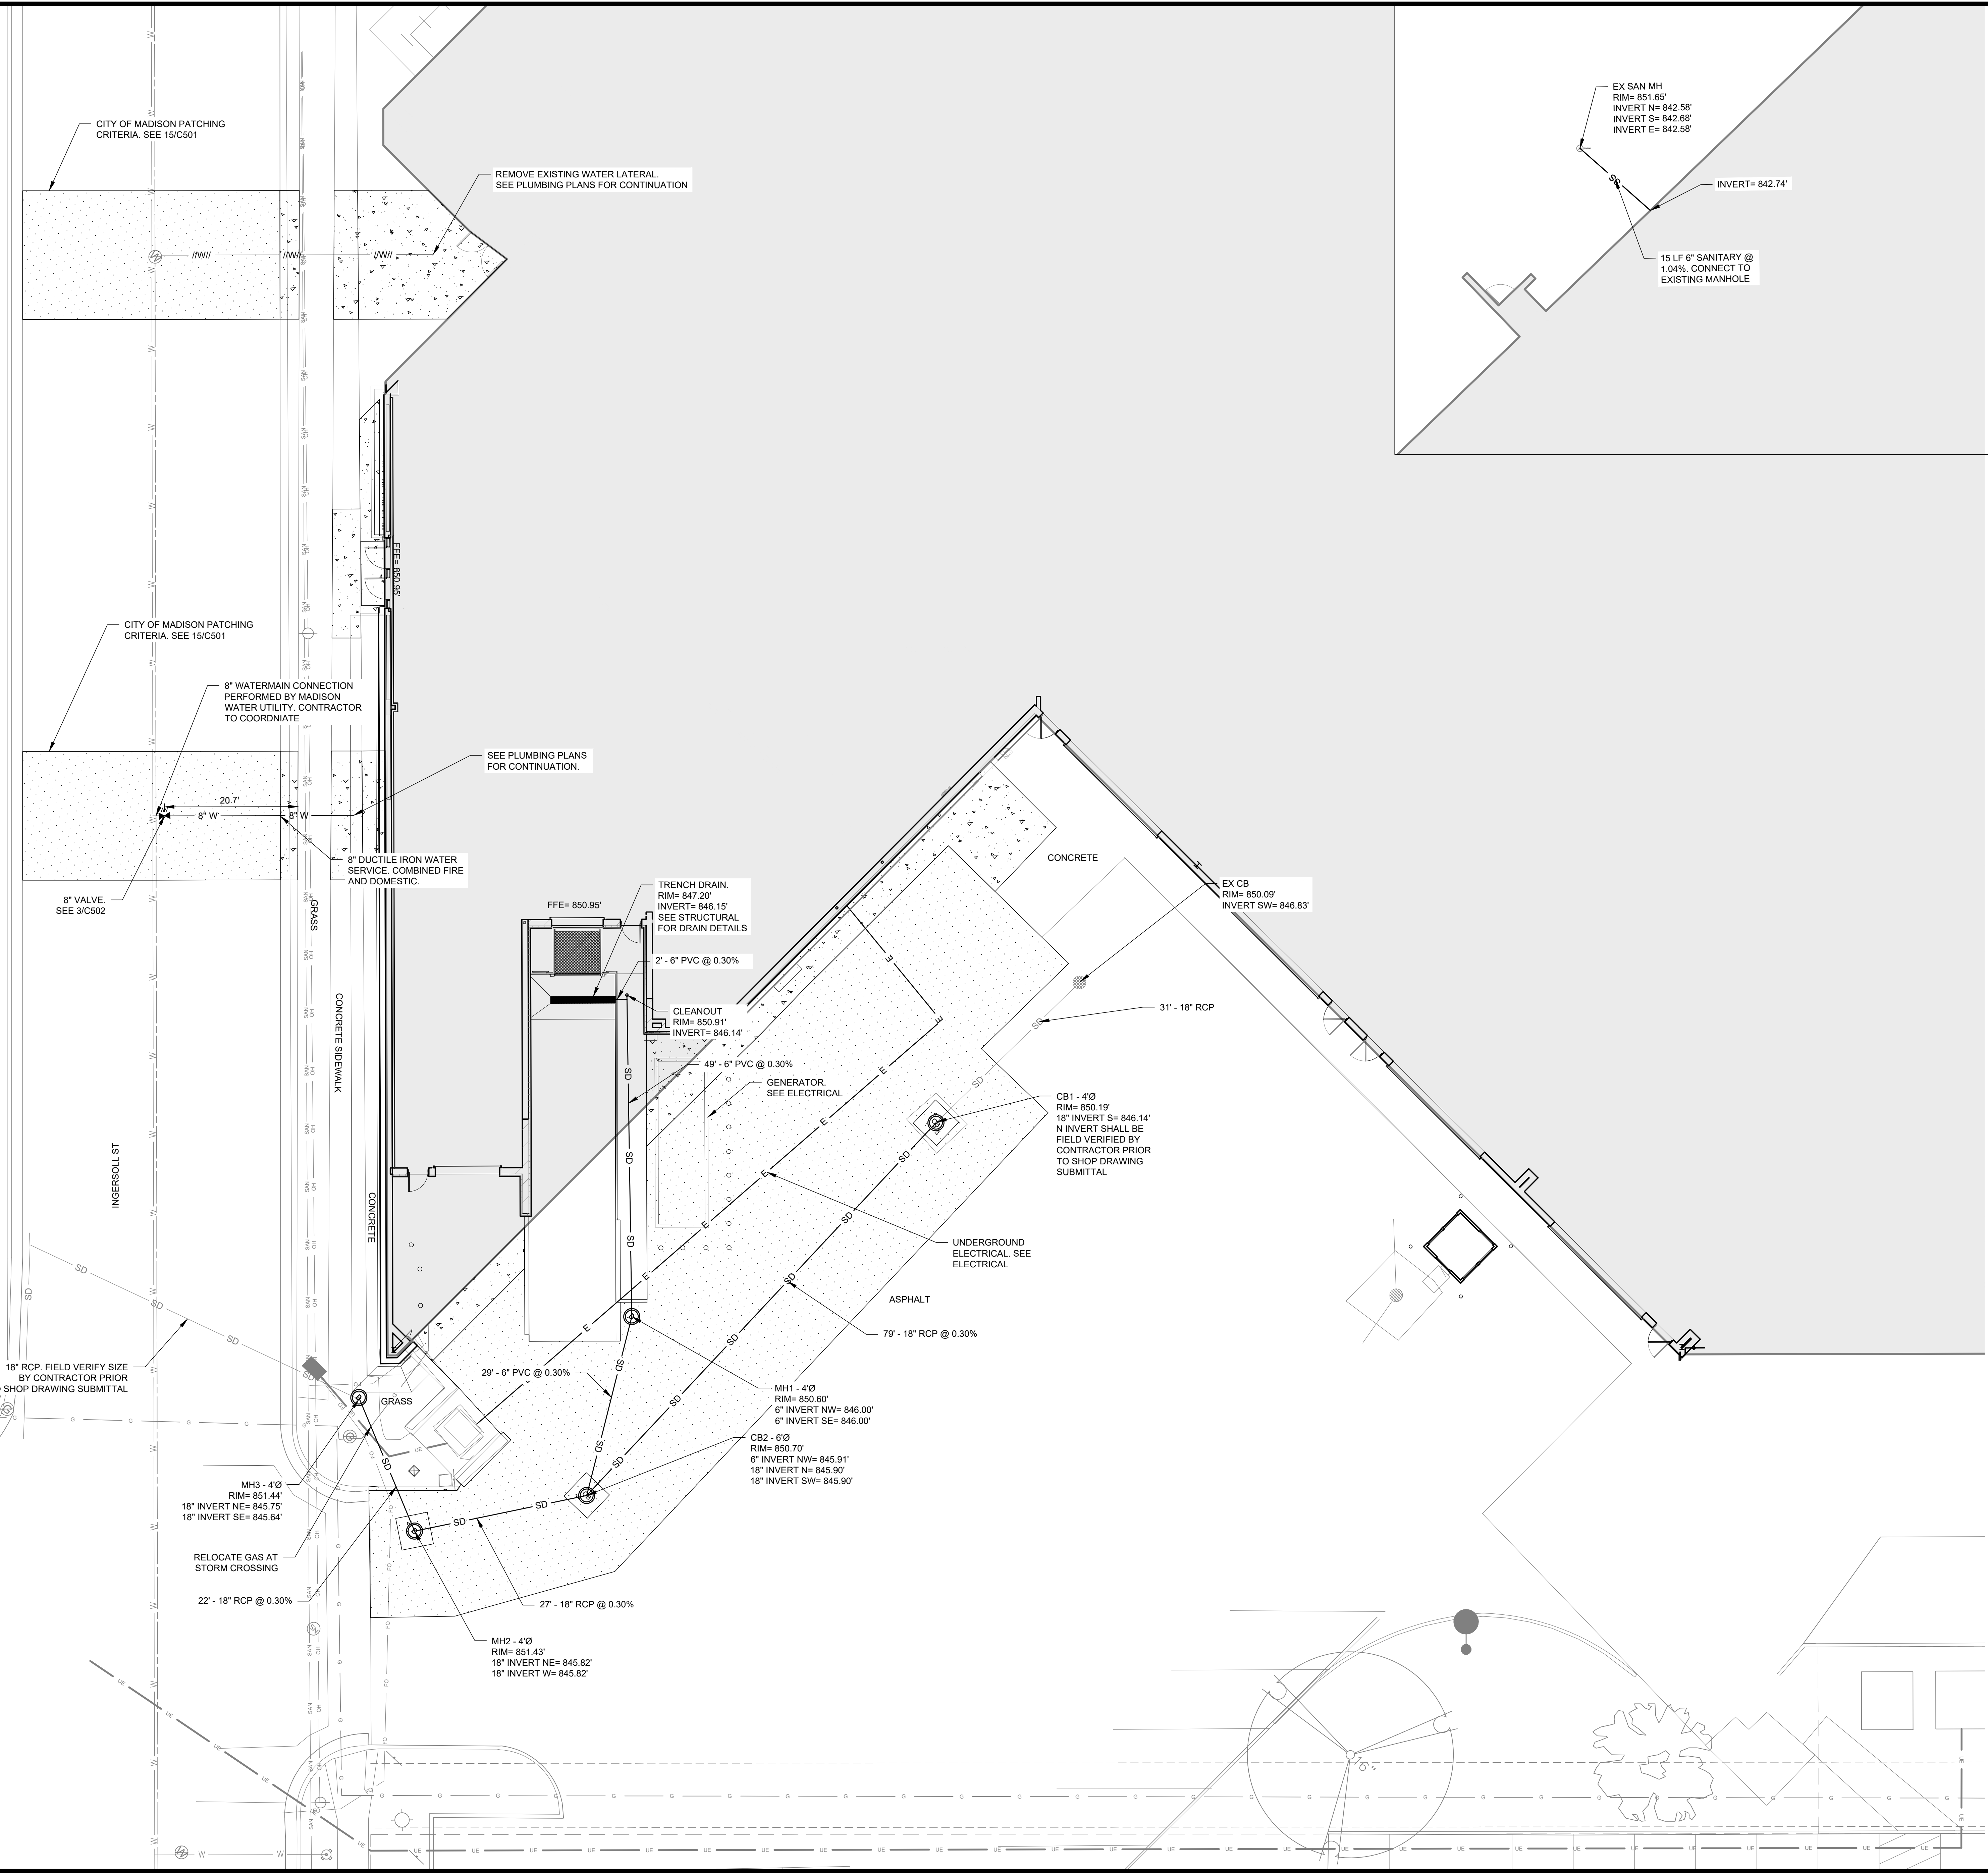 CITY OF MADISON PATCHING
CRITERIA. SEE 15/C501
REMOVE EXISTING WATER LATERAL.
SEE PLUMBING PLANS FOR CONTINUATION
EX SAN MH
RIM= 851.65'
INVERT N= 842.58'
INVERT S= 842.68'
INVERT E= 842.58'
INVERT= 842.74'
SS
15 LF 6" SANITARY @
1.04%. CONNECT TO
EXISTING MANHOLE
//W//
//W//
//W//
FFE= 850.95'
CITY OF MADISON PATCHING
CRITERIA. SEE 15/C501
8" WATERMAIN CONNECTION
PERFORMED BY MADISON
WATER UTILITY. CONTRACTOR
TO COORDNIATE
SEE PLUMBING PLANS
FOR CONTINUATION.
20.7'
8" W
8" W
8" DUCTILE IRON WATER
SERVICE. COMBINED FIRE
AND DOMESTIC.
8" VALVE.
SEE 3/C502
GRASS
CONCRETE SIDEWALK
CONCRETE
INGERSOLL ST
FFE= 850.95'
TRENCH DRAIN.
RIM= 847.20'
INVERT= 846.15'
SEE STRUCTURAL
FOR DRAIN DETAILS
2' - 6" PVC @ 0.30%
CLEANOUT
RIM= 850.91'
INVERT= 846.14'
49' - 6" PVC @ 0.30%
GENERATOR.
SEE ELECTRICAL
CONCRETE
EX CB
RIM= 850.09'
INVERT SW= 846.83'
31' - 18" RCP
CB1 - 4'Ø
RIM= 850.19'
18" INVERT S= 846.14'
N INVERT SHALL BE
FIELD VERIFIED BY
CONTRACTOR PRIOR
TO SHOP DRAWING
SUBMITTAL
UNDERGROUND
ELECTRICAL. SEE
ELECTRICAL
ASPHALT
79' - 18" RCP @ 0.30%
18" RCP. FIELD VERIFY SIZE
BY CONTRACTOR PRIOR
SHOP DRAWING SUBMITTAL
29' - 6" PVC @ 0.30%
MH1 - 4'Ø
RIM= 850.60'
6" INVERT NW= 846.00'
6" INVERT SE= 846.00'
GRASS
CB2 - 6'Ø
RIM= 850.70'
6" INVERT NW= 845.91'
18" INVERT N= 845.90'
18" INVERT SW= 845.90'
MH3 - 4'Ø
RIM= 851.44'
18" INVERT NE= 845.75'
18" INVERT SE= 845.64'
RELOCATE GAS AT
STORM CROSSING
22' - 18" RCP @ 0.30%
27' - 18" RCP @ 0.30%
MH2 - 4'Ø
RIM= 851.43'
18" INVERT NE= 845.82'
18" INVERT W= 845.82'
16"